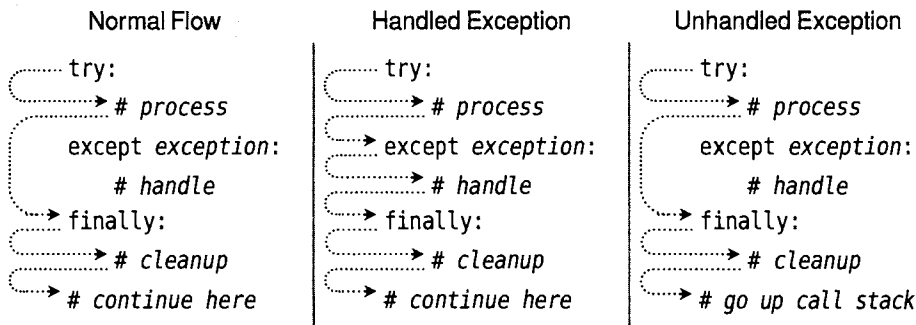 Normal Flow
try:
# process
except exception:
# handle
finally:
# cleanup
# continue here
Handled Exception
try:
# process
except exception:
# handle
finally:
# cleanup
# continue here
Unhandled Exception
try:
# process
except exception:
# handle
finally:
# cleanup
# go up call stack